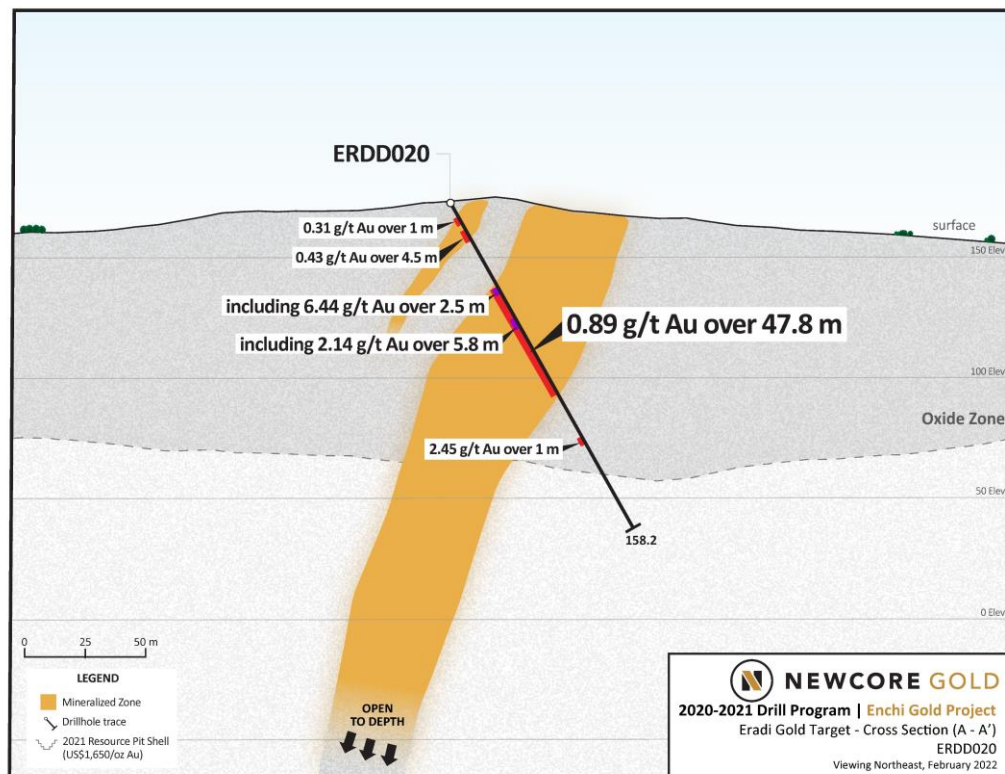 ERDD020
0.31 g/t Au over 1 m
surface
0.43 g/t Au over 4.5 m
150 Elev
including 6.44 g/t Au over 2.5 m
0.89 g/t Au over 47.8 m
including 2.14 g/t Au over 5.8 m
100 Elev
Oxide Zone
2.45 g/t Au over 1 m
50 Elev
158.2
0 Elev
0 25 50 m
LEGEND
Mineralized Zone
Drillhole trace
2021 Resource Pit Shell
(US$1,650/oz Au)
OPEN
TO DEPTH
N NEWCORE GOLD
2020-2021 Drill Program | Enchi Gold Project
Eradi Gold Target - Cross Section (A - A')
ERDD020
Viewing Northeast, February 2022